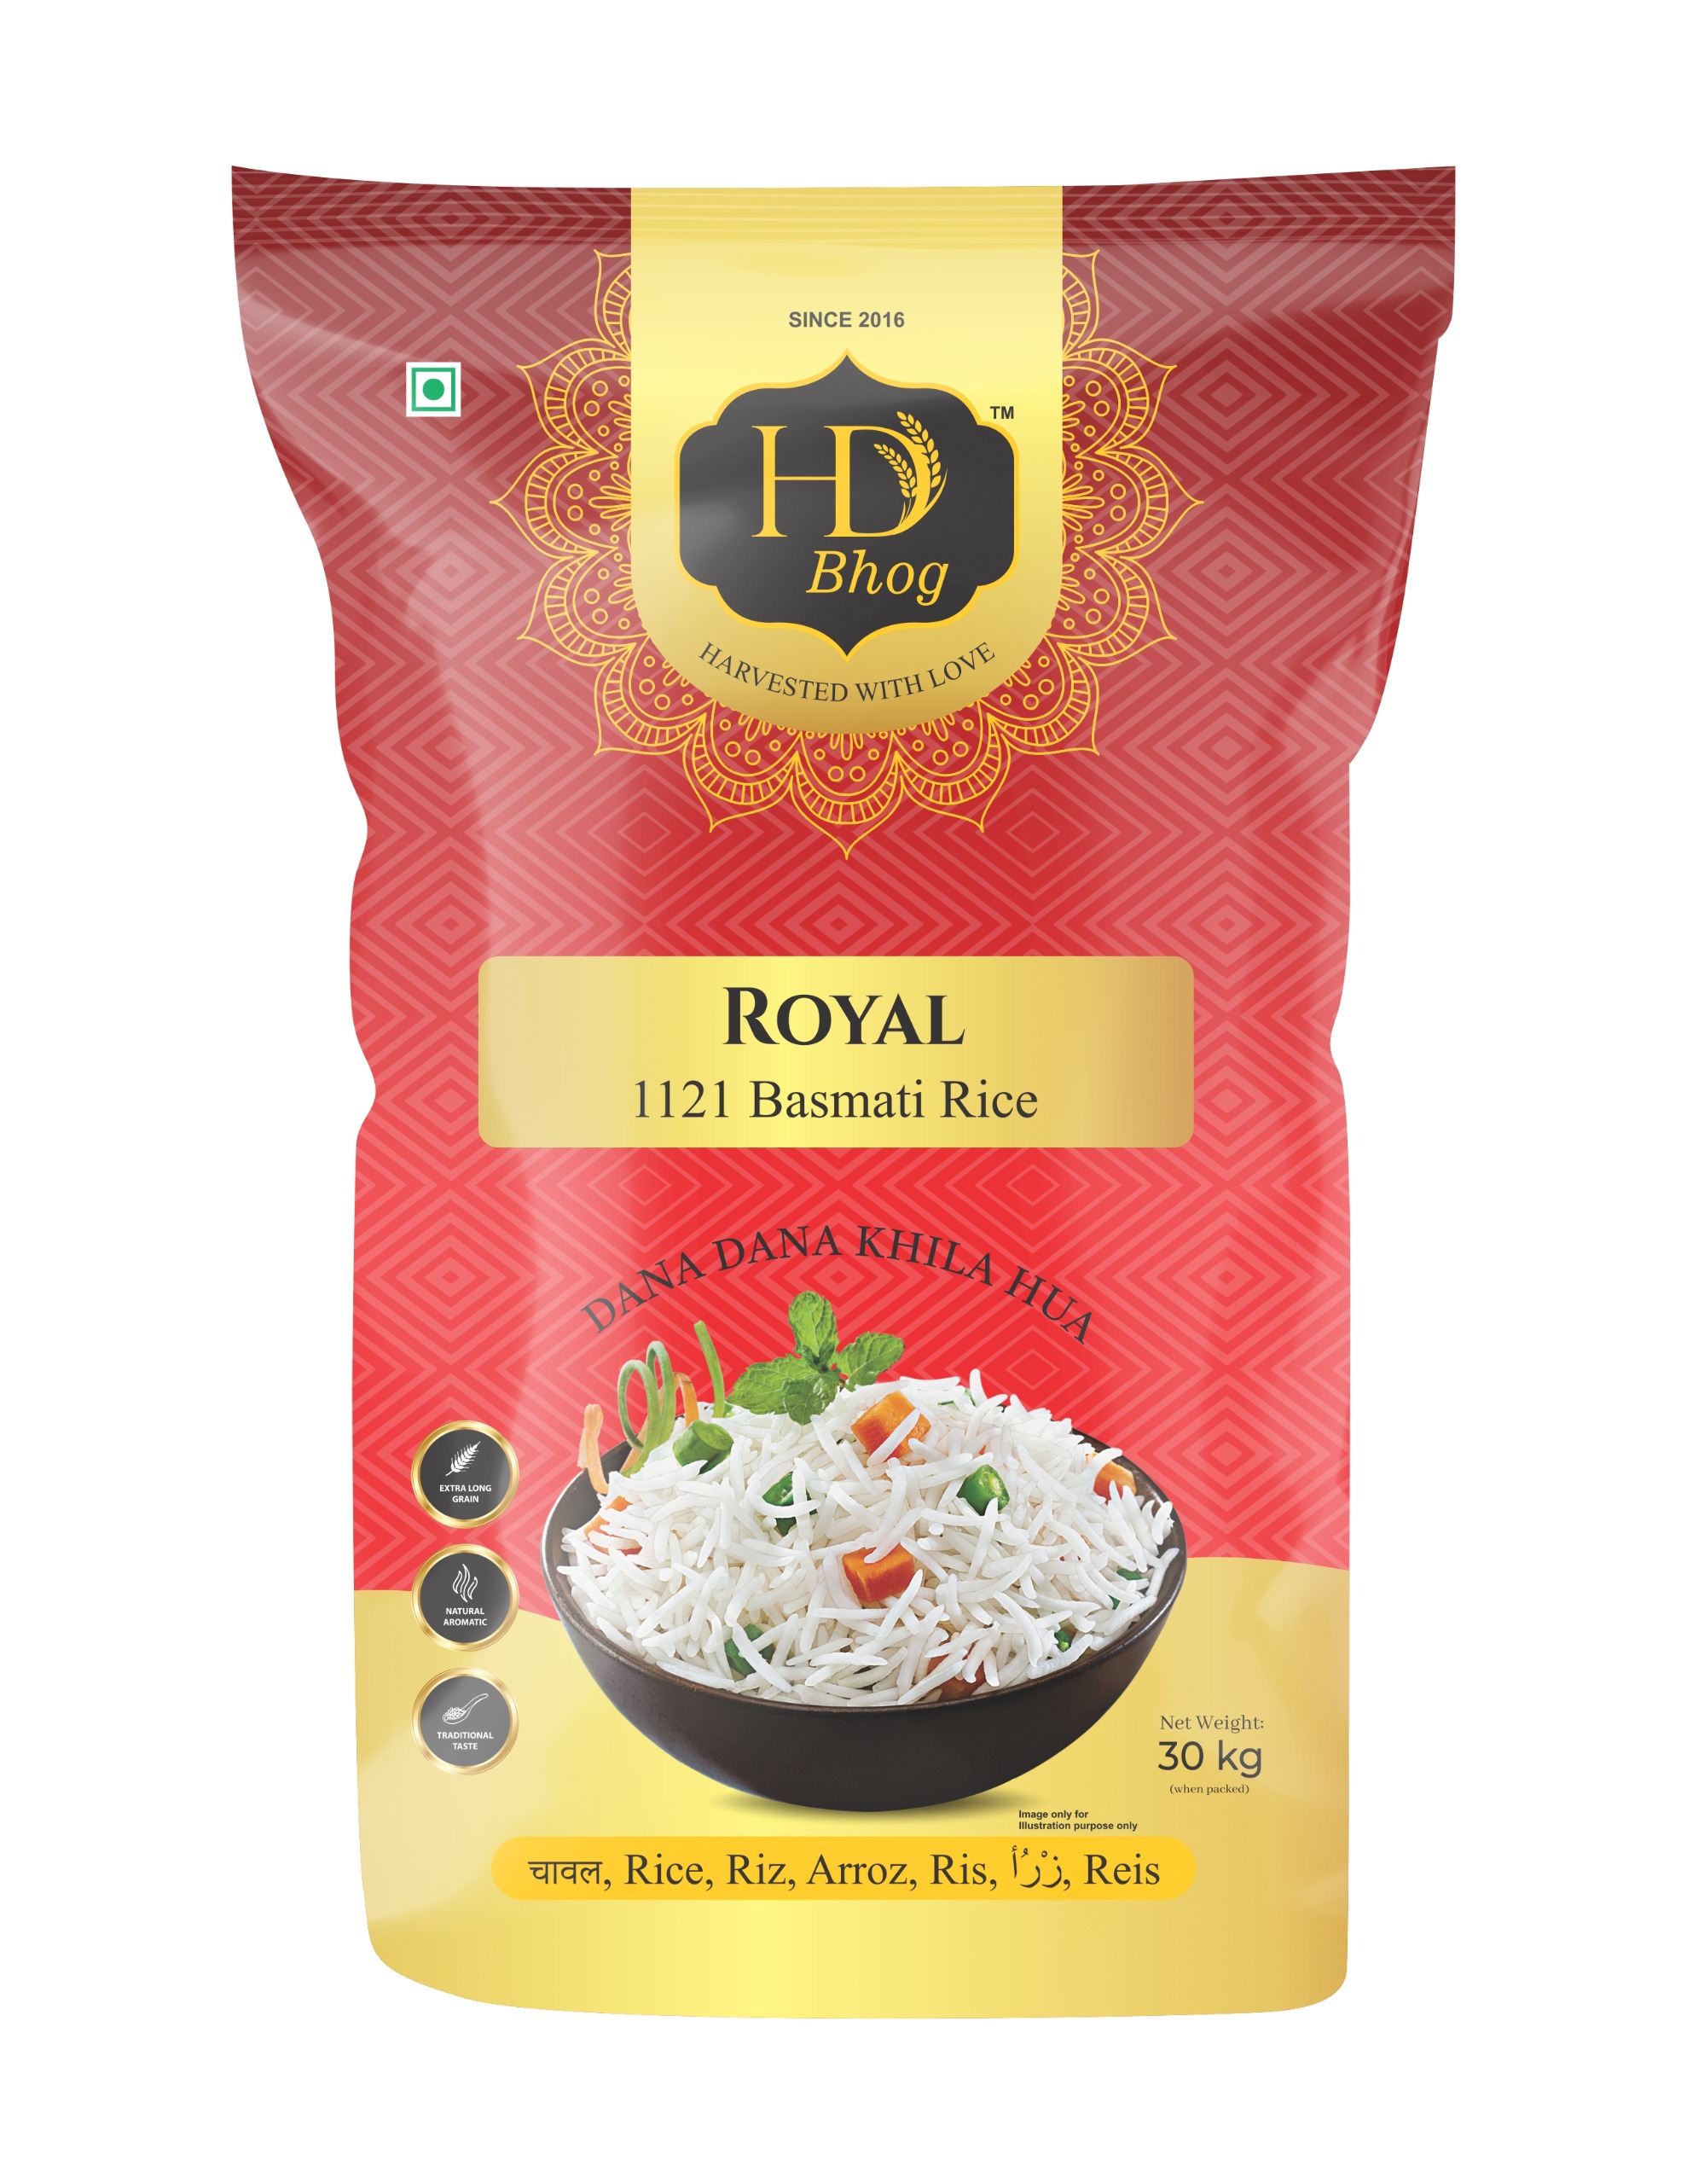 SINCE 2016
HD
TM
Bhog
HARVESTED WITH LOVE
ROYAL
1121 Basmati Rice
DANA DANA KHILA HUA
EXTRA LONG
GRAIN
NATURAL
AROMATIC
TRADITIONAL
TASTE
Net Weight:
30 kg
(when packed)
Image only for
Illustration purpose only
चावल, Rice, Riz, Arroz, Ris, أُرْز, Reis